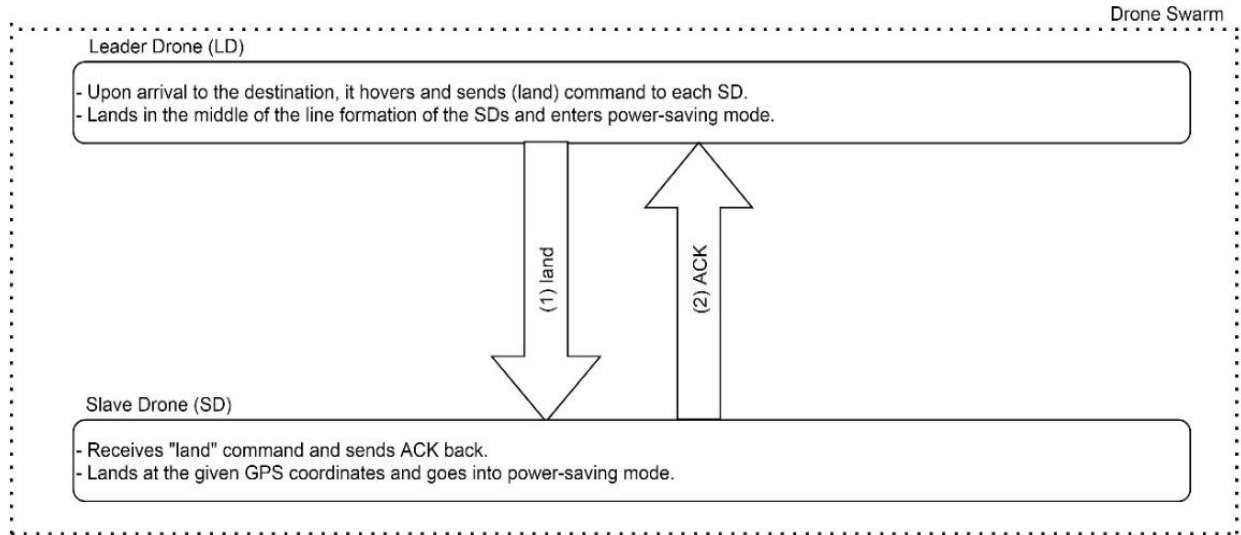 Drone Swarm
Leader Drone (LD)
- Upon arrival to the destination, it hovers and sends (land) command to each SD.
- Lands in the middle of the line formation of the SDs and enters power-saving mode.
(1) land
(2) ACK
Slave Drone (SD)
- Receives "land" command and sends ACK back.
- Lands at the given GPS coordinates and goes into power-saving mode.